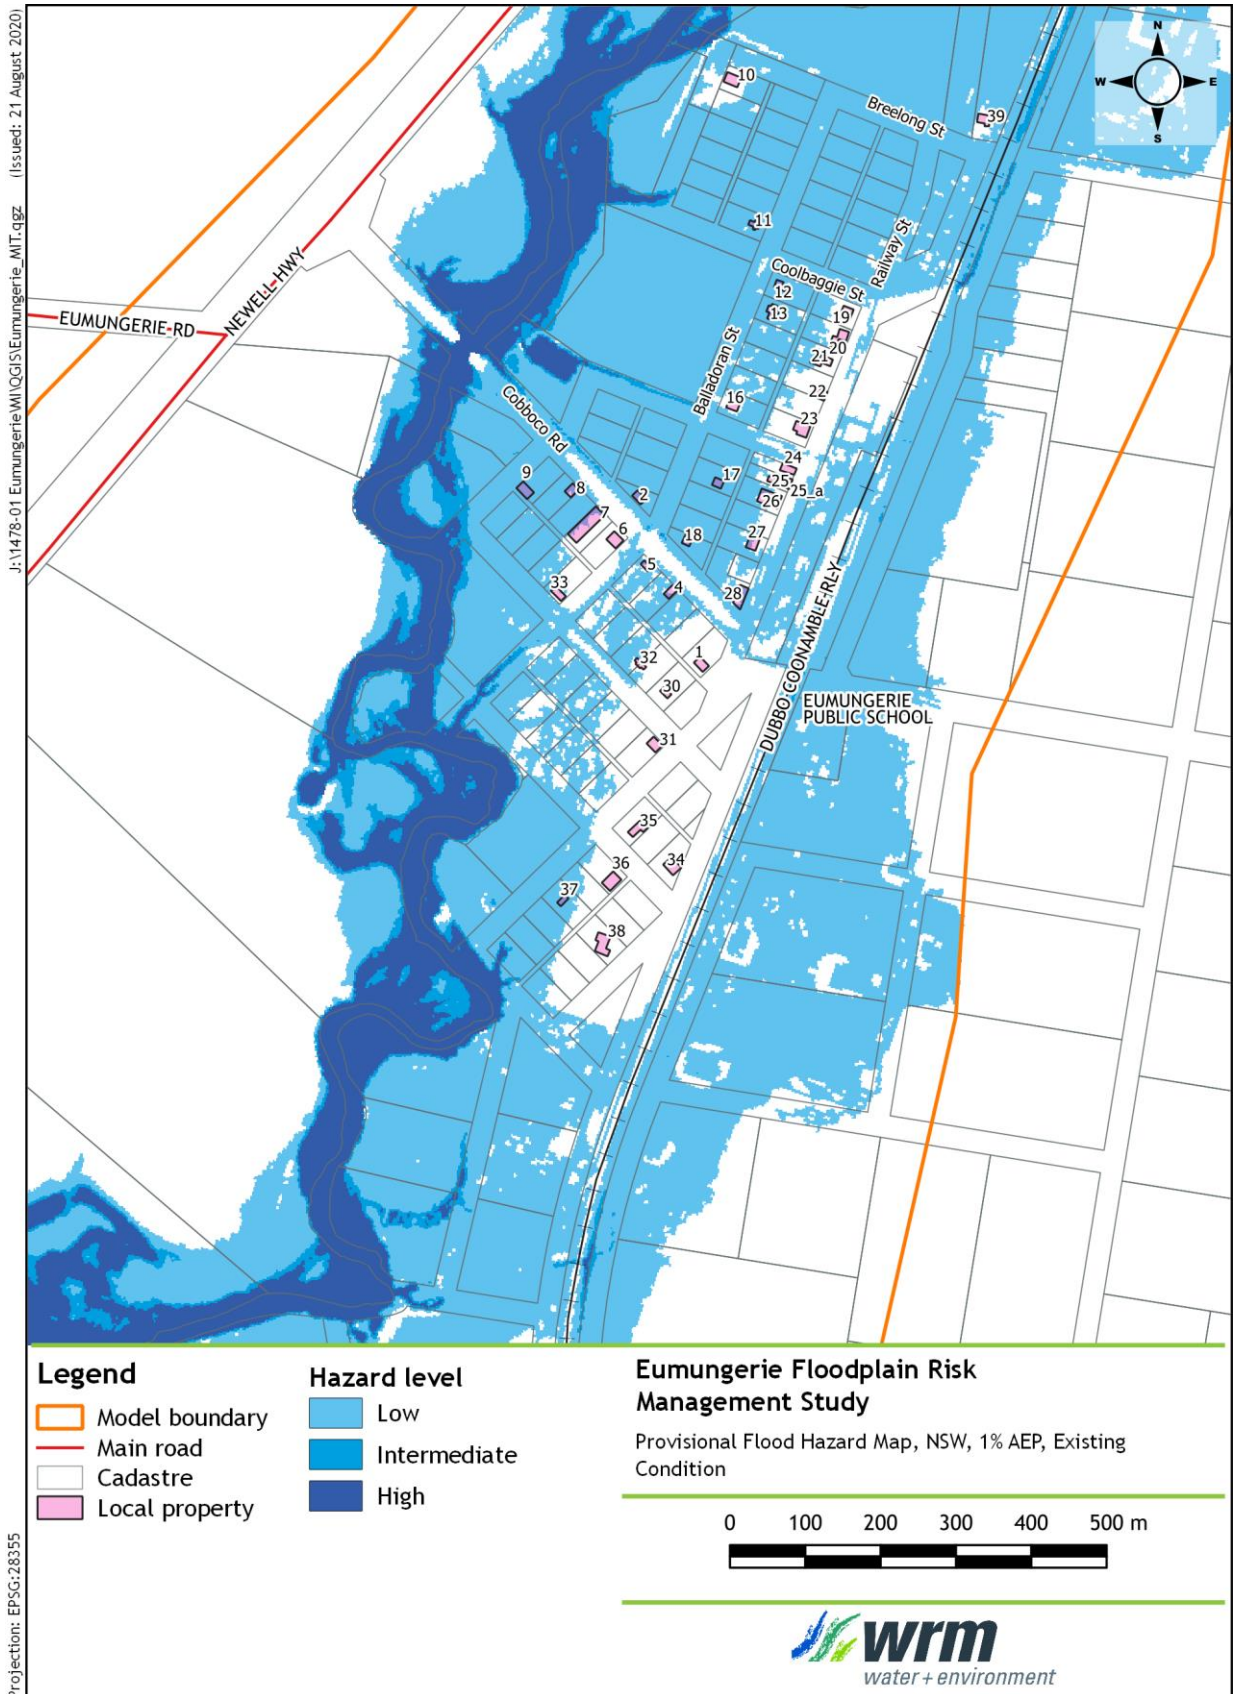 J:\1478-01 Eumungerie\WI\QGIS\Eumungerie_MIT.qgz (Issued: 21 August 2020)
N
W E
S
10
39
Breelong St
11
Railway St
Coolbaggie St
12
13
19
NEWELL HWY
EUMUNGERIE RD
20
21
Balladoran St
22
16
23
Cobboco Rd
24
9
8
17
25
25_a
2
26
7
6
18
27
5
33
4
28
32
1
30
DUBBO COONAMBLE RLY
EUMUNGERIE
PUBLIC SCHOOL
31
35
34
36
37
38
Legend
Model boundary
Main road
Cadastre
Local property
Hazard level
Low
Intermediate
High
Eumungerie Floodplain Risk
Management Study
Provisional Flood Hazard Map, NSW, 1% AEP, Existing
Condition
0 100 200 300 400 500 m
wrm
water + environment
Projection: EPSG:28355